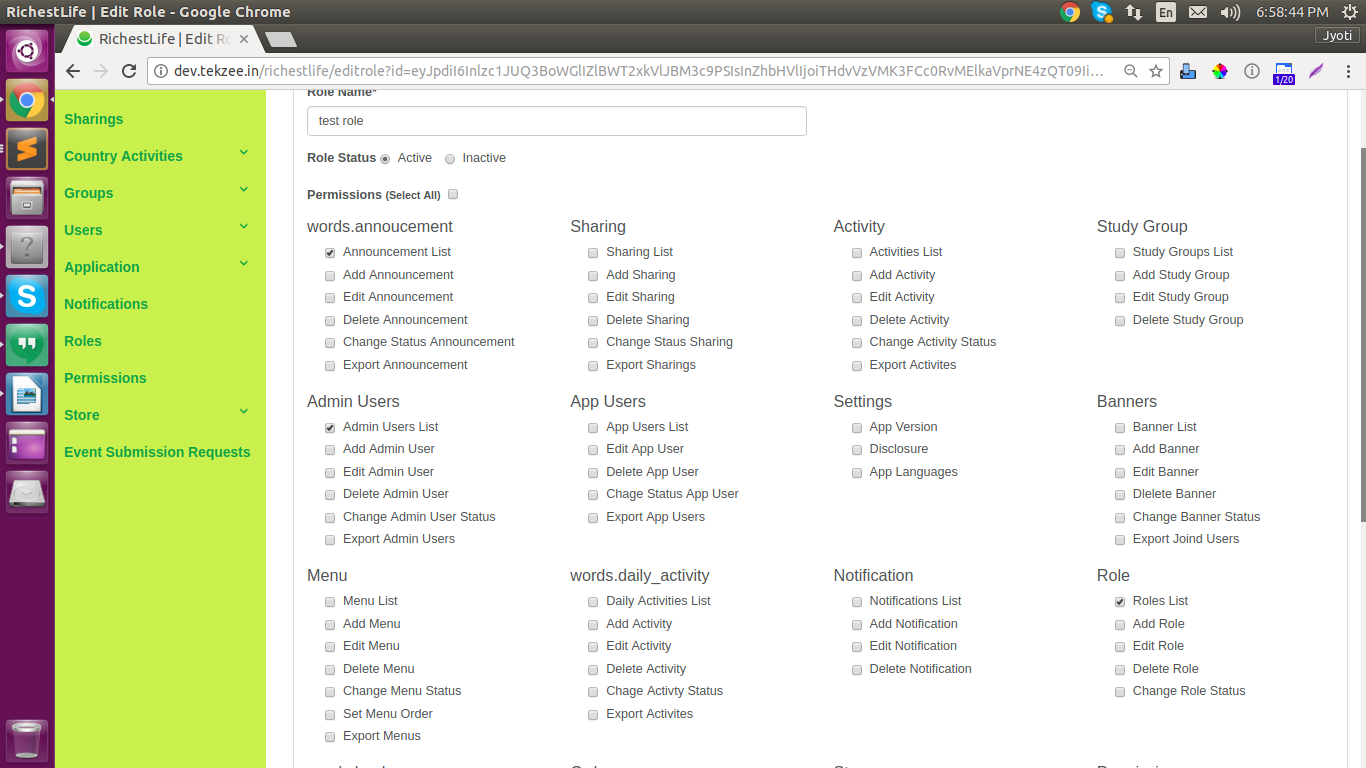 RichestLife | Edit Role - Google Chrome
En
6:58:44 PM
RichestLife | Edit Ro
Jyoti
1/20
Sharings
Country Activities
Groups
Users
Application
Notifications
Roles
Permissions
Store
Event Submission Requests
Role Name*
test role
Role Status Active Inactive
Permissions (Select All)
words.annoucement
Announcement List
Add Announcement
Edit Announcement
Delete Announcement
Change Status Announcement
Export Announcement
Sharing
Sharing List
Add Sharing
Edit Sharing
Delete Sharing
Change Staus Sharing
Export Sharings
Activity
Activities List
Add Activity
Edit Activity
Delete Activity
Change Activity Status
Export Activites
Study Group
Study Groups List
Add Study Group
Edit Study Group
Delete Study Group
Admin Users
Admin Users List
Add Admin User
Edit Admin User
Delete Admin User
Change Admin User Status
Export Admin Users
App Users
App Users List
Edit App User
Delete App User
Chage Status App User
Export App Users
Settings
App Version
Disclosure
App Languages
Banners
Banner List
Add Banner
Edit Banner
Dlelete Banner
Change Banner Status
Export Joind Users
Menu
Menu List
Add Menu
Edit Menu
Delete Menu
Change Menu Status
Set Menu Order
Export Menus
words.daily_activity
Daily Activities List
Add Activity
Edit Activity
Delete Activity
Chage Activty Status
Export Activites
Notification
Notifications List
Add Notification
Edit Notification
Delete Notification
Role
Roles List
Add Role
Edit Role
Delete Role
Change Role Status